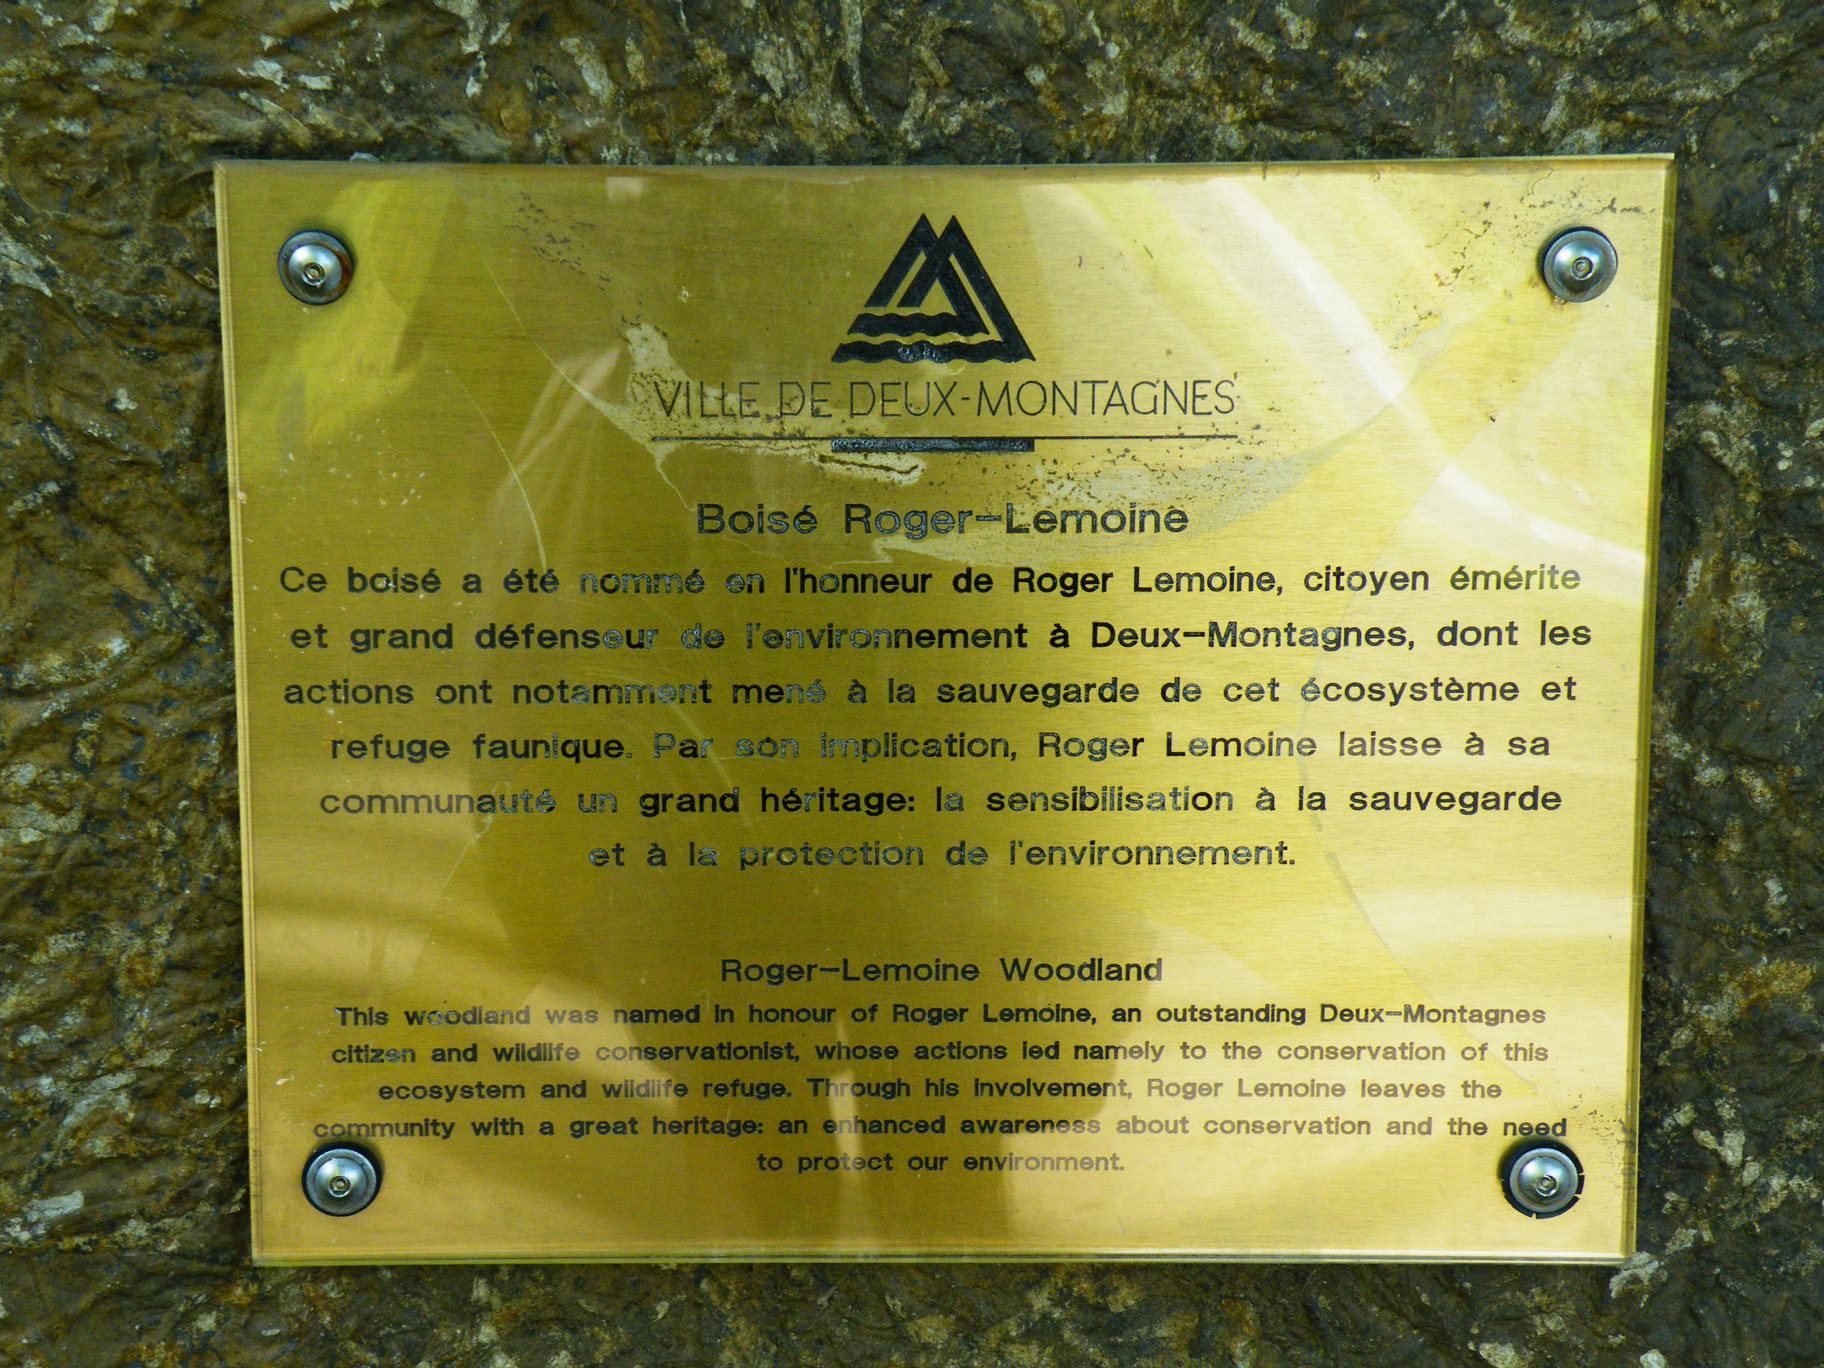 VILLE DE DEUX-MONTAGNES
Boisé Roger-Lemoine
Ce boisé a été nommé en l'honneur de Roger Lemoine, citoyen émérite
et grand défenseur de l'environnement à Deux-Montagnes, dont les
actions ont notamment mené à la sauvegarde de cet écosystème et
refuge faunique. Par son implication, Roger Lemoine laisse à sa
communauté un grand héritage: la sensibilisation à la sauvegarde
et à la protection de l'environnement.
Roger-Lemoine Woodland
This woodland was named in honour of Roger Lemoine, an outstanding Deux-Montagnes
citizen and wildlife conservationist, whose actions led namely to the conservation of this
ecosystem and wildlife refuge. Through his involvement, Roger Lemoine leaves the
community with a great heritage: an enhanced awareness about conservation and the need
to protect our environment.